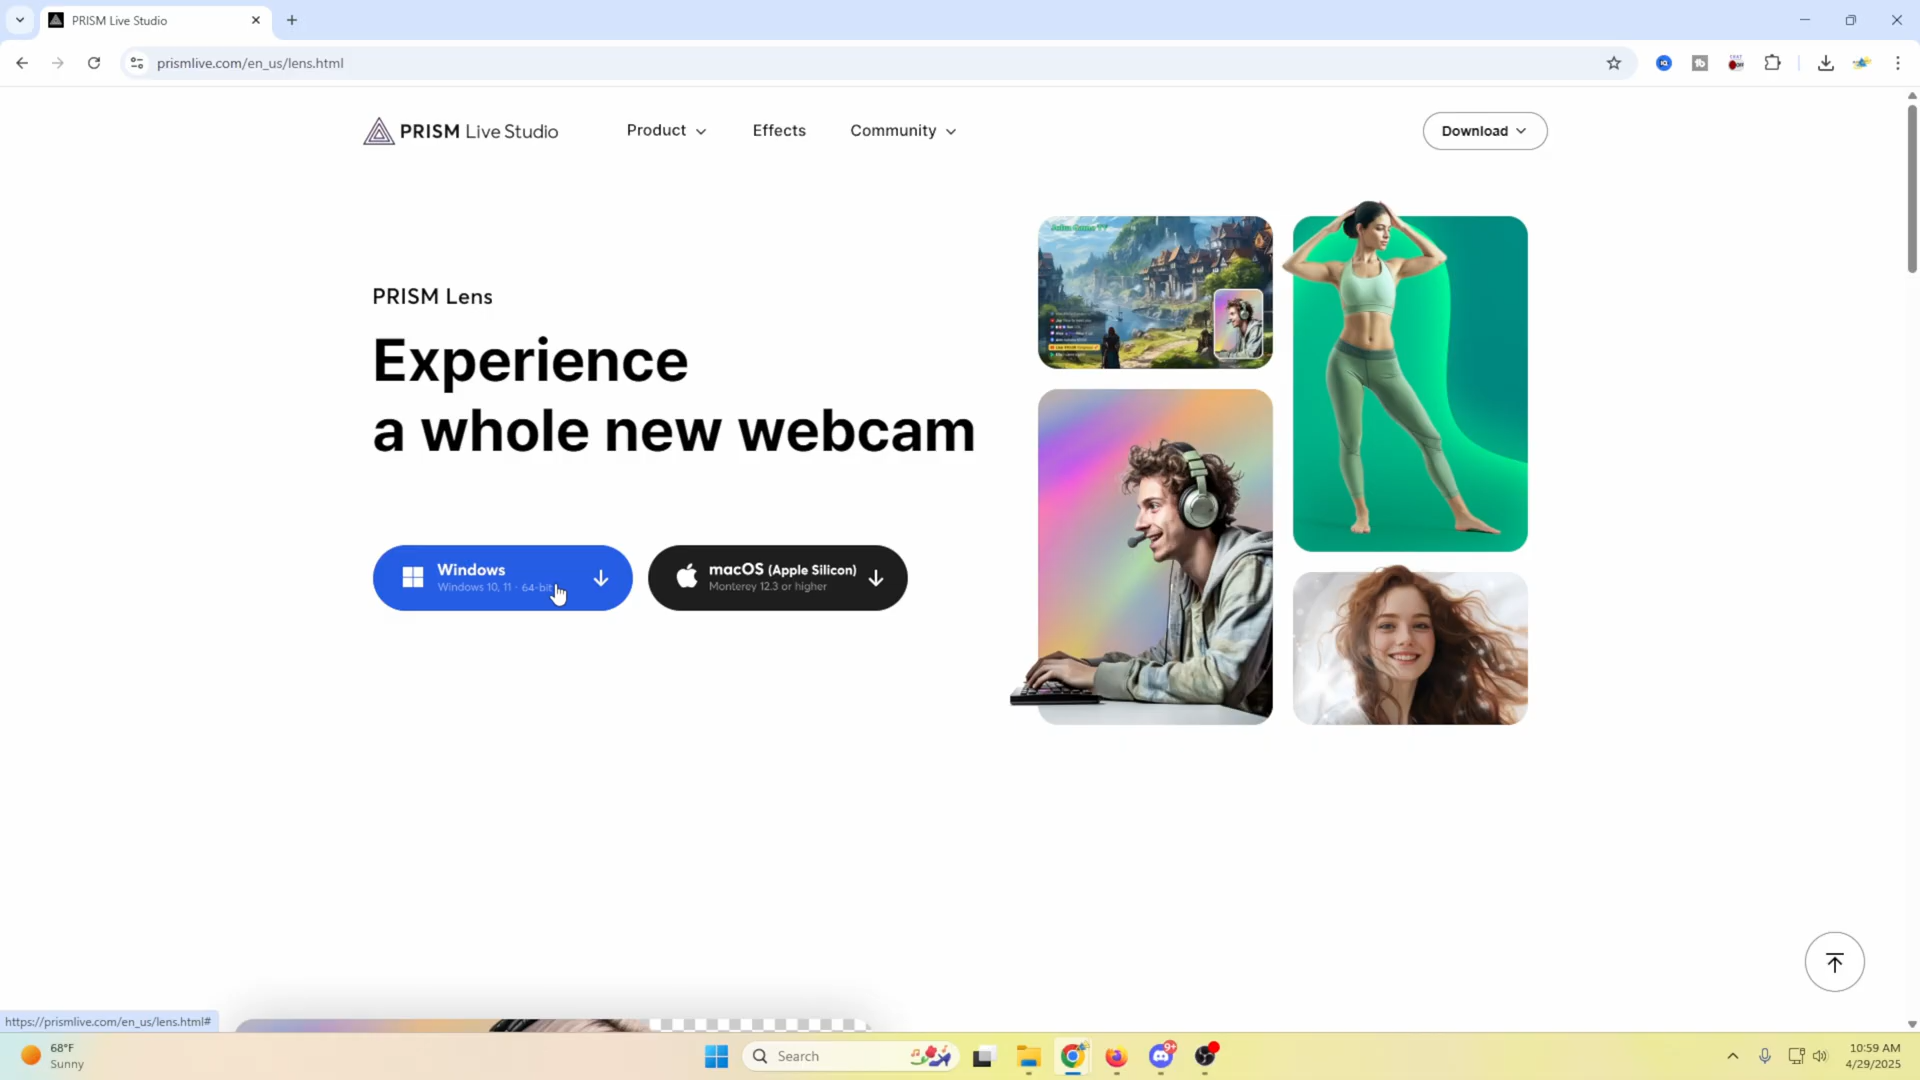 PRISM Live Studio
prismlive.com/en_us/lens.html
PRISM Live Studio
Product
Effects
Community
Download
PRISM Lens
Experience
a whole new webcam
Windows
Windows 10, 11 · 64-bit
macOS (Apple Silicon)
Monterey 12.3 or higher
https://prismlive.com/en_us/lens.html#
68°F
Sunny
Search
9+
10:59 AM
4/29/2025